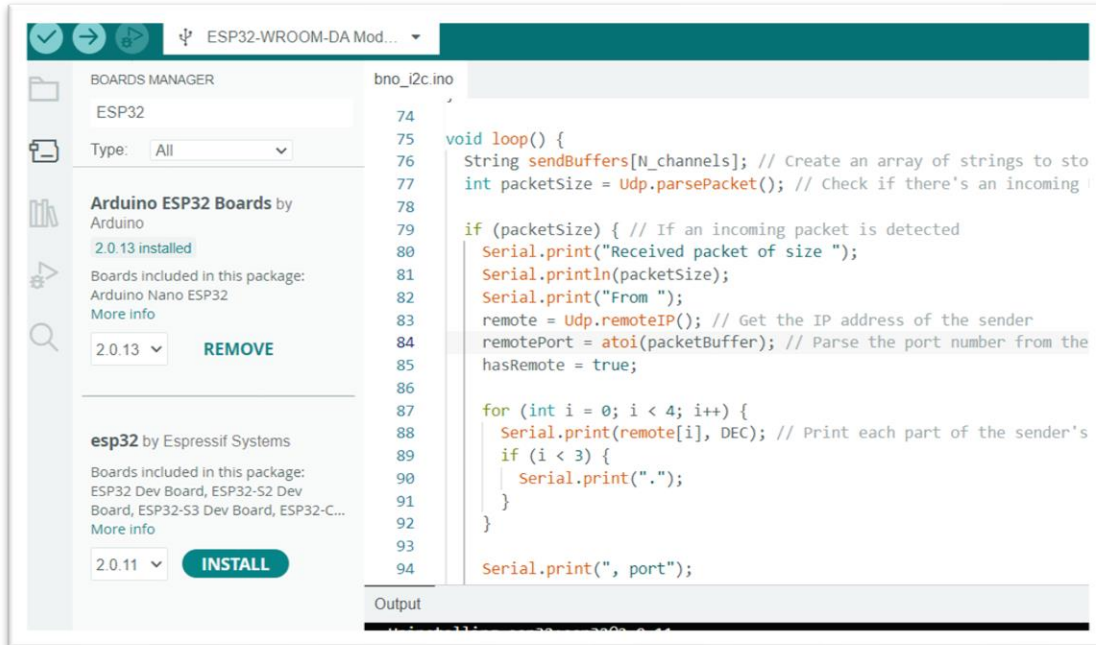 ESP32-WROOM-DA Mod...
BOARDS MANAGER
ESP32
Type: All
Arduino ESP32 Boards by
Arduino
2.0.13 installed
Boards included in this package:
Arduino Nano ESP32
More info
2.0.13 REMOVE
esp32 by Espressif Systems
Boards included in this package:
ESP32 Dev Board, ESP32-S2 Dev
Board, ESP32-S3 Dev Board, ESP32-C...
More info
2.0.11 INSTALL
bno_i2c.ino
74
75 void loop() {
76 String sendBuffers[N_channels]; // Create an array of strings to sto
77 int packetSize = Udp.parsePacket(); // Check if there's an incoming
78
79 if (packetSize) { // If an incoming packet is detected
80 Serial.print("Received packet of size ");
81 Serial.println(packetSize);
82 Serial.print("From ");
83 remote = Udp.remoteIP(); // Get the IP address of the sender
84 remotePort = atoi(packetBuffer); // Parse the port number from the
85 hasRemote = true;
86
87 for (int i = 0; i < 4; i++) {
88 Serial.print(remote[i], DEC); // Print each part of the sender's
89 if (i < 3) {
90 Serial.print(".");
91 }
92 }
93
94 Serial.print(", port");
Output